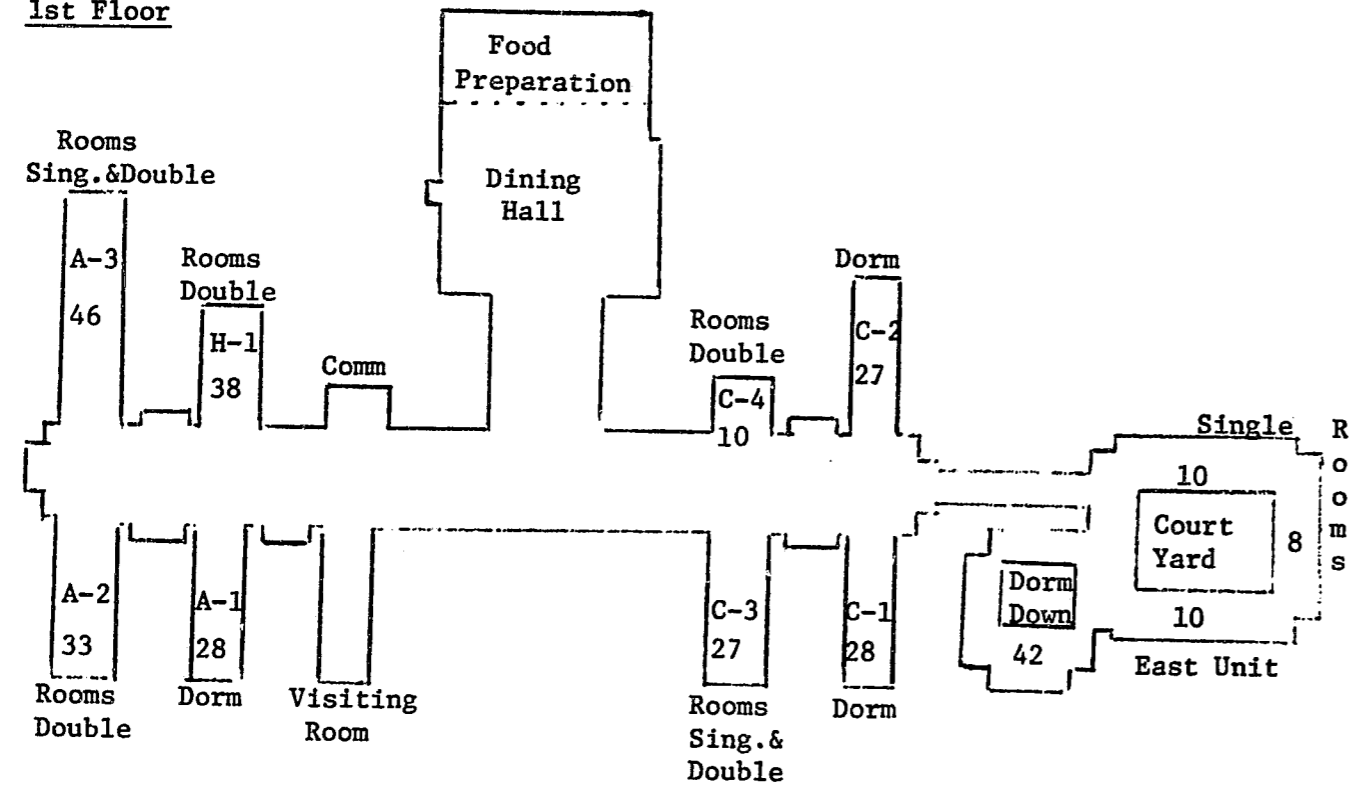 1st Floor
Food
Preparation
Dining
Hall
Rooms
Sing.&Double
A-3
46
Rooms
Double
H-1
38
Comm
Rooms
Double
C-4
10
Dorm
C-2
27
Single
Rooms
10
8
10
Court
Yard
East Unit
Dorm
Down
42
A-2
33
Rooms
Double
A-1
28
Dorm
Visiting
Room
C-3
27
Rooms
Sing.&
Double
C-1
28
Dorm